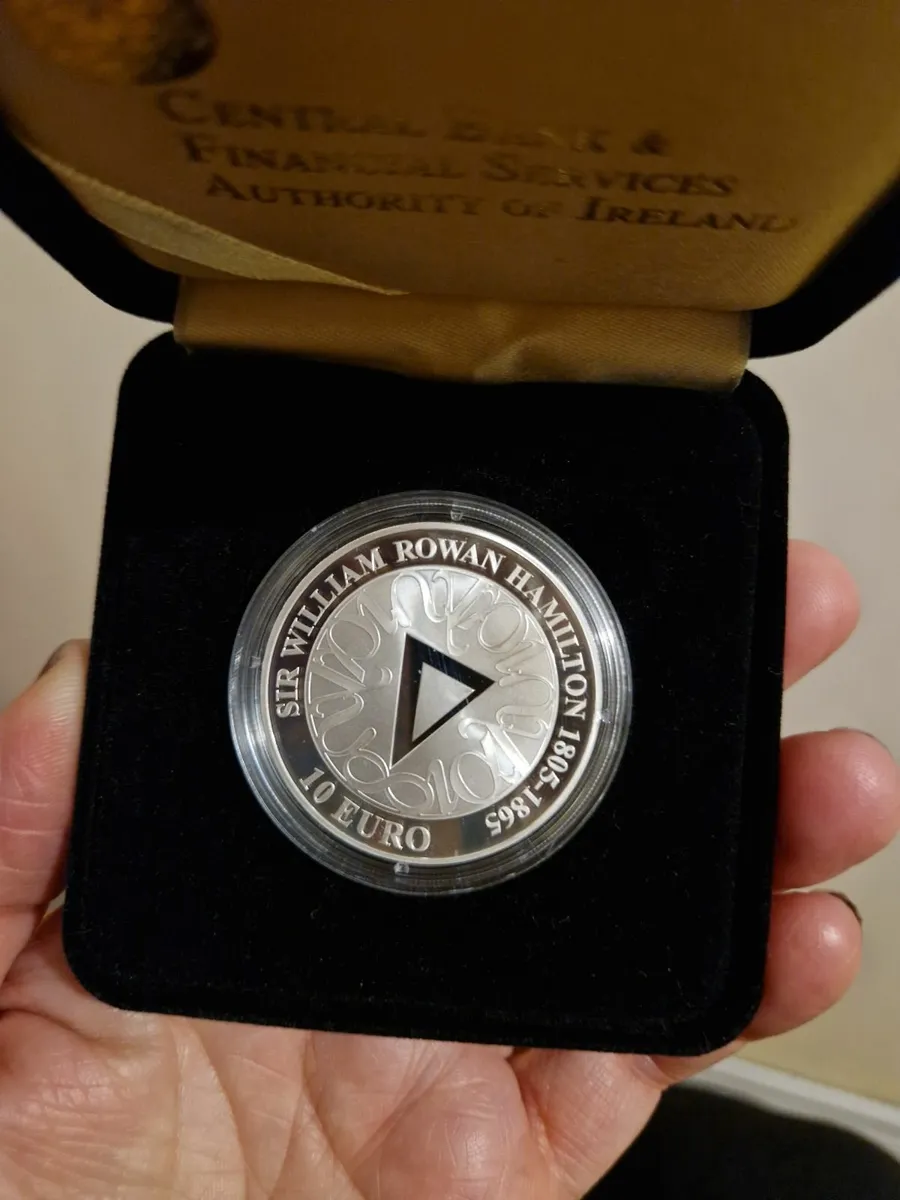 CENTRAL BANK &
FINANCIAL SERVICES
AUTHORITY OF IRELAND
SIR WILLIAM ROWAN HAMILTON 1805-1865
10 EURO